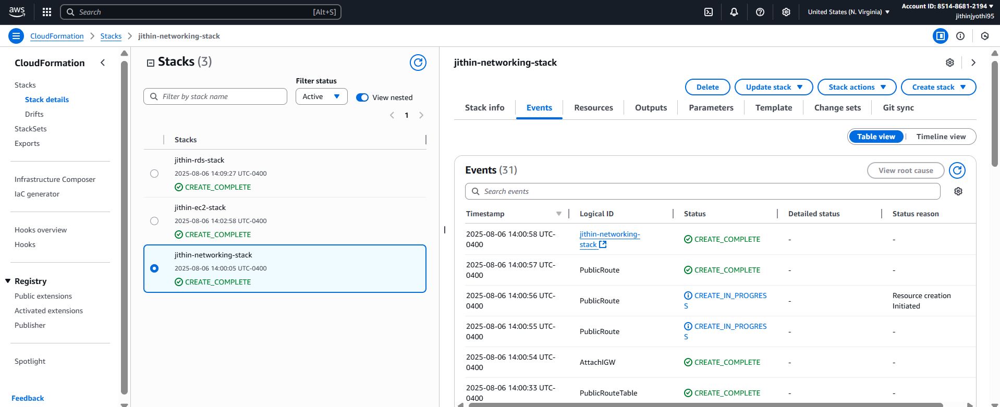 aws
Search
[Alt+S]
United States (N. Virginia)
Account ID: 8514-8681-2194
jithinjyothi95
CloudFormation
Stacks
jithin-networking-stack
CloudFormation
Stacks
Stack details
Drifts
StackSets
Exports
Infrastructure Composer
IaC generator
Hooks overview
Hooks
Registry
Public extensions
Activated extensions
Publisher
Spotlight
Feedback
Stacks (3)
Filter status
Filter by stack name
Active
View nested
1
Stacks
jithin-rds-stack
2025-08-06 14:09:27 UTC-0400
CREATE_COMPLETE
jithin-ec2-stack
2025-08-06 14:02:58 UTC-0400
CREATE_COMPLETE
jithin-networking-stack
2025-08-06 14:00:05 UTC-0400
CREATE_COMPLETE
jithin-networking-stack
Delete
Update stack
Stack actions
Create stack
Stack info
Events
Resources
Outputs
Parameters
Template
Change sets
Git sync
Table view
Timeline view
Events (31)
View root cause
Search events
Timestamp
Logical ID
Status
Detailed status
Status reason
2025-08-06 14:00:58 UTC-
0400
jithin-networking-
stack
CREATE_COMPLETE
-
-
2025-08-06 14:00:57 UTC-
0400
PublicRoute
CREATE_COMPLETE
-
-
2025-08-06 14:00:56 UTC-
0400
PublicRoute
CREATE_IN_PROGRES
S
-
Resource creation
Initiated
2025-08-06 14:00:55 UTC-
0400
PublicRoute
CREATE_IN_PROGRES
S
-
-
2025-08-06 14:00:54 UTC-
0400
AttachIGW
CREATE_COMPLETE
-
-
2025-08-06 14:00:33 UTC-
0400
PublicRouteTable
CREATE_COMPLETE
-
-